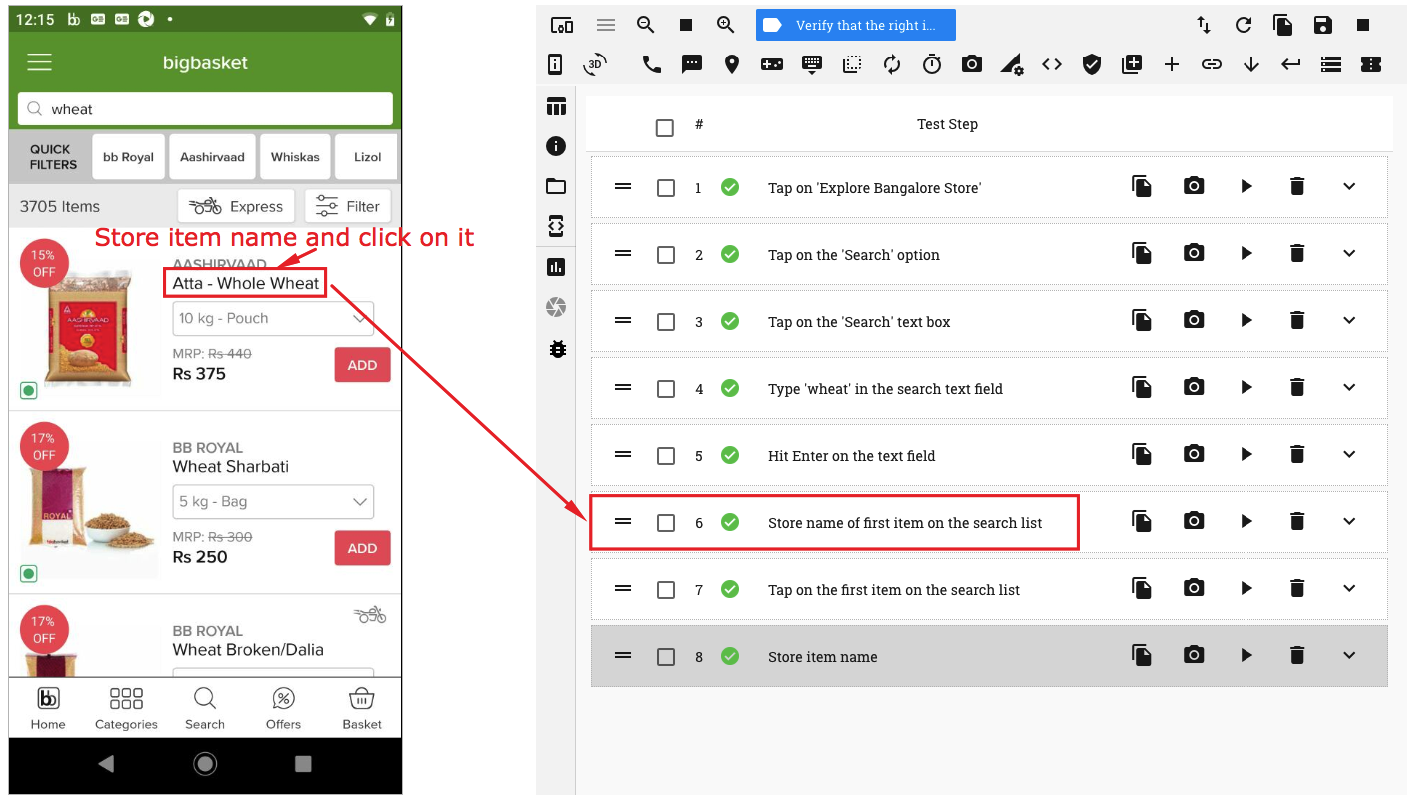 12:15
bigbasket
wheat
QUICK FILTERS
bb Royal
Aashirvaad
Whiskas
Lizol
3705 Items
Express
Filter
Store item name and click on it
15% OFF
AASHIRVAAD
Atta - Whole Wheat
10 kg - Pouch
MRP: Rs 440
Rs 375
ADD
17% OFF
BB ROYAL
Wheat Sharbati
5 kg - Bag
MRP: Rs 300
Rs 250
ADD
ROYAL
17% OFF
BB ROYAL
Wheat Broken/Dalia
Home
Categories
Search
Offers
Basket
Verify that the right i...
3D
# Test Step
1 Tap on 'Explore Bangalore Store'
2 Tap on the 'Search' option
3 Tap on the 'Search' text box
4 Type 'wheat' in the search text field
5 Hit Enter on the text field
6 Store name of first item on the search list
7 Tap on the first item on the search list
8 Store item name